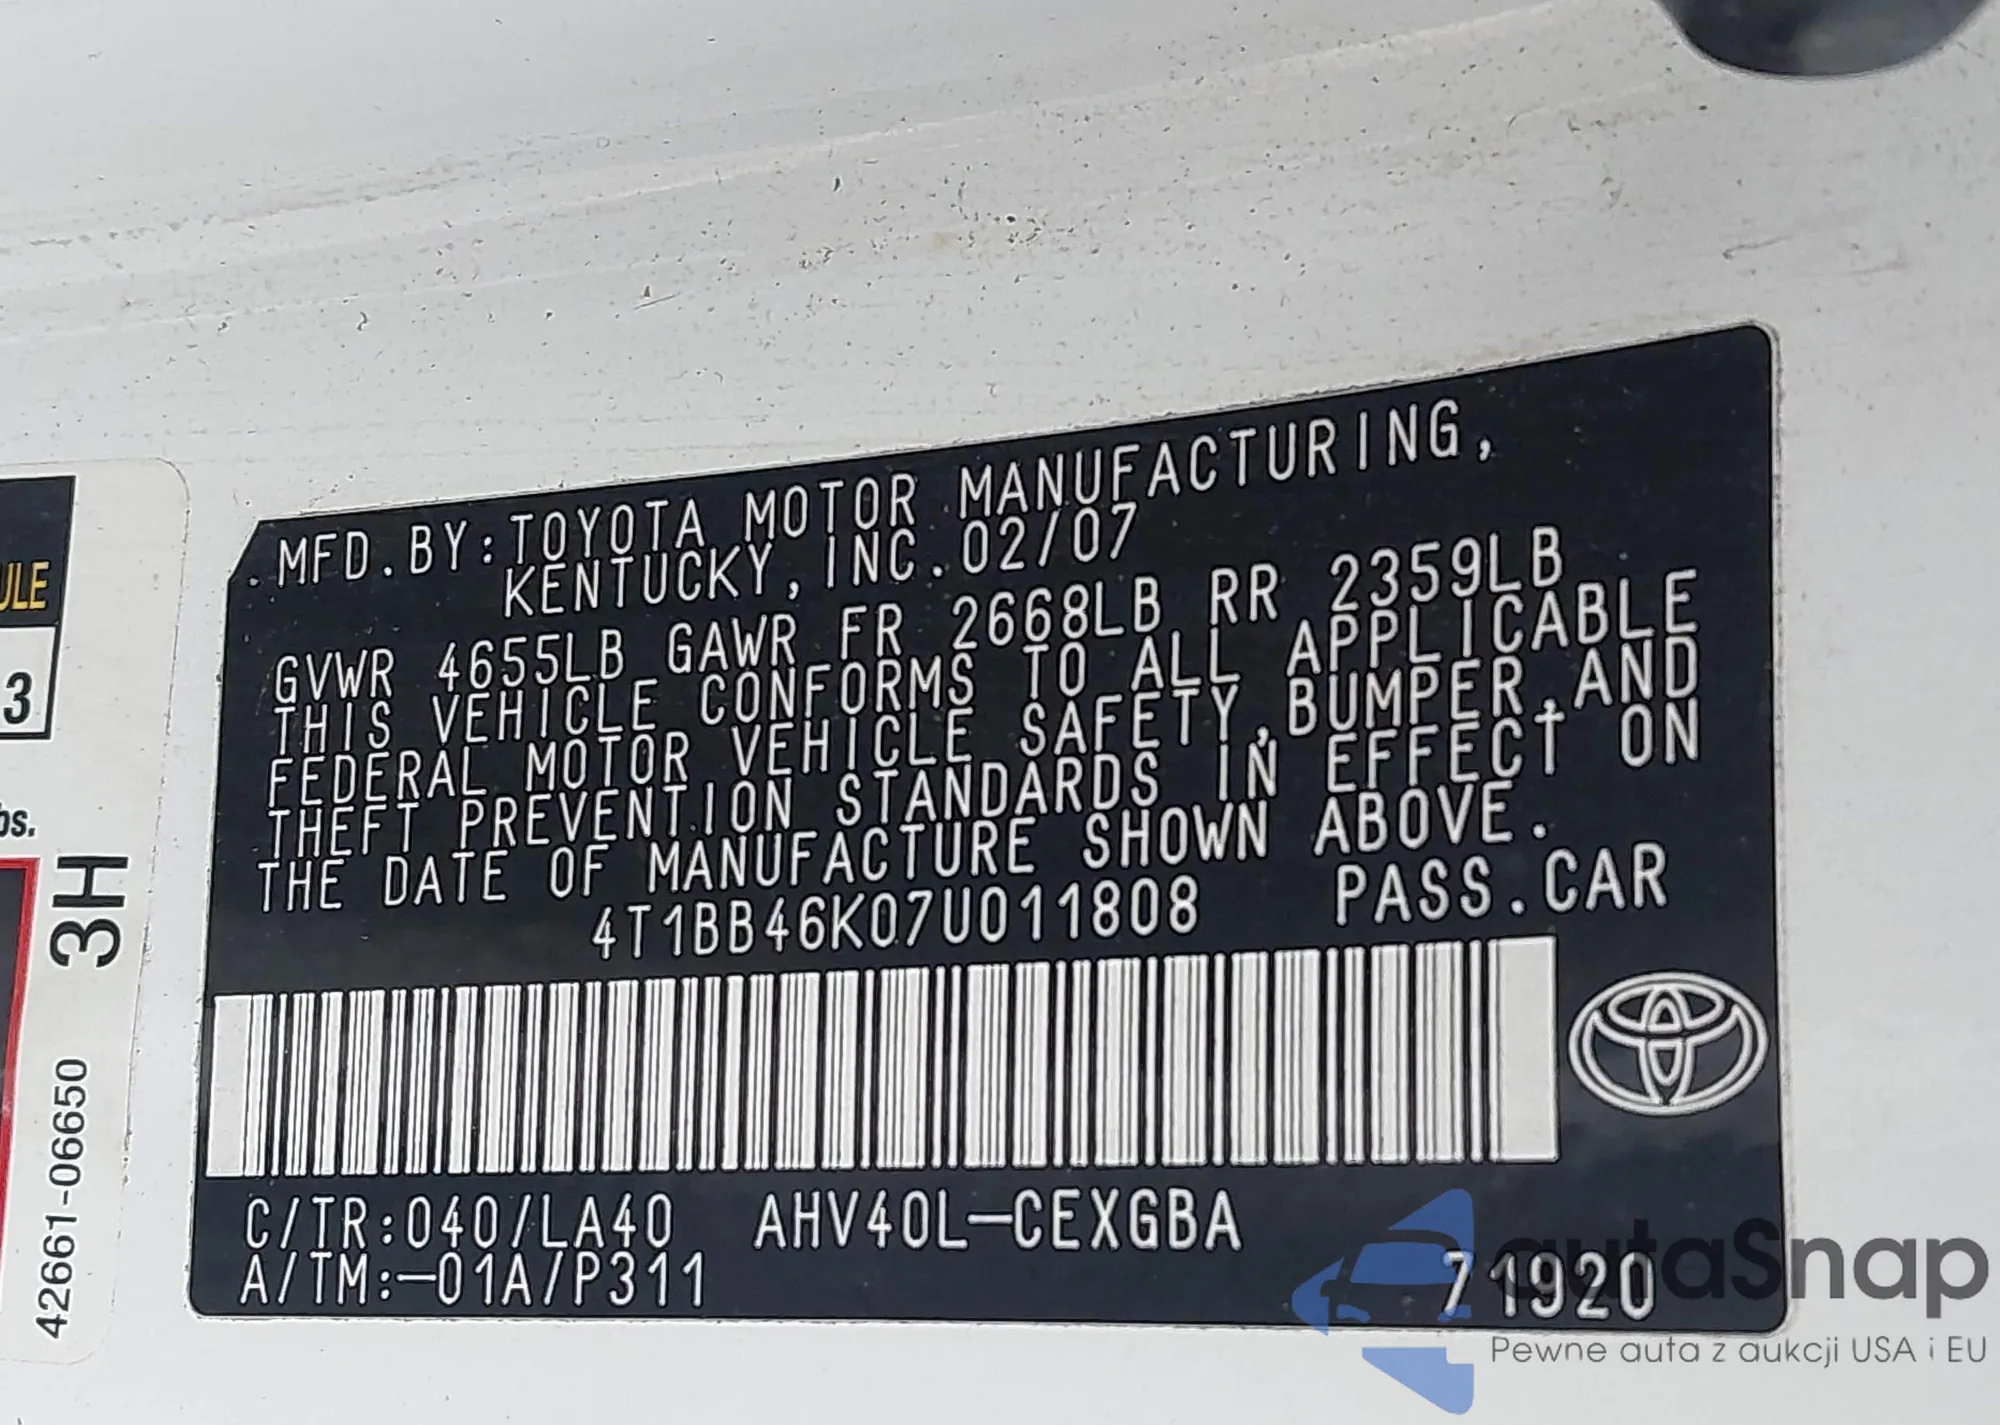 MFD.BY:TOYOTA MOTOR MANUFACTURING,
KENTUCKY, INC.02/07
GVWR 4655LB GAWR FR 2668LB RR 2359LB
THIS VEHICLE CONFORMS TO ALL APPLICABLE
FEDERAL MOTOR VEHICLE SAFETY,BUMPER,AND
THEFT PREVENTION STANDARDS IN EFFECT ON
THE DATE OF MANUFACTURE SHOWN ABOVE.
4T1BB46K07U011808 PASS.CAR
C/TR:040/LA40 AHV40L-CEXGBA
A/TM:-01A/P311 71920
ULE
3
bs.
3H
42661-06650
autoSnap
Pewne auta z aukcji USA i EU